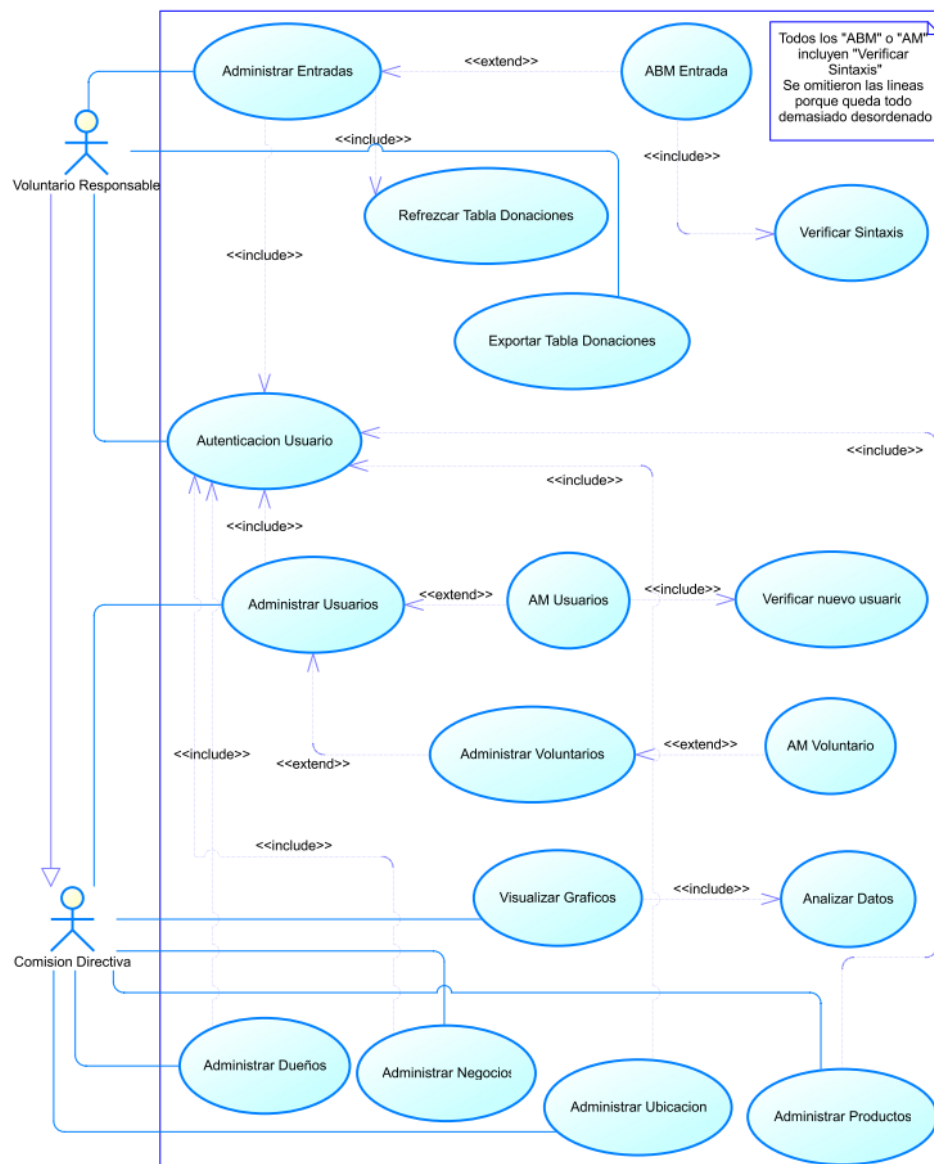 Administrar Entradas
<<extend>>
ABM Entrada
Todos los "ABM" o "AM"
incluyen "Verificar
Sintaxis"
Se omitieron las lineas
porque queda todo
demasiado desordenado
<<include>>
<<include>>
Voluntario Responsable
Refrezcar Tabla Donaciones
Verificar Sintaxis
<<include>>
Exportar Tabla Donaciones
Autenticacion Usuario
<<include>>
<<include>>
<<include>>
Administrar Usuarios
<<extend>>
AM Usuarios
<<include>>
Verificar nuevo usuario
<<include>>
Administrar Voluntarios
<<extend>>
AM Voluntario
<<extend>>
<<include>>
Visualizar Graficos
<<include>>
Analizar Datos
Comision Directiva
Administrar Dueños
Administrar Negocios
Administrar Ubicacion
Administrar Productos